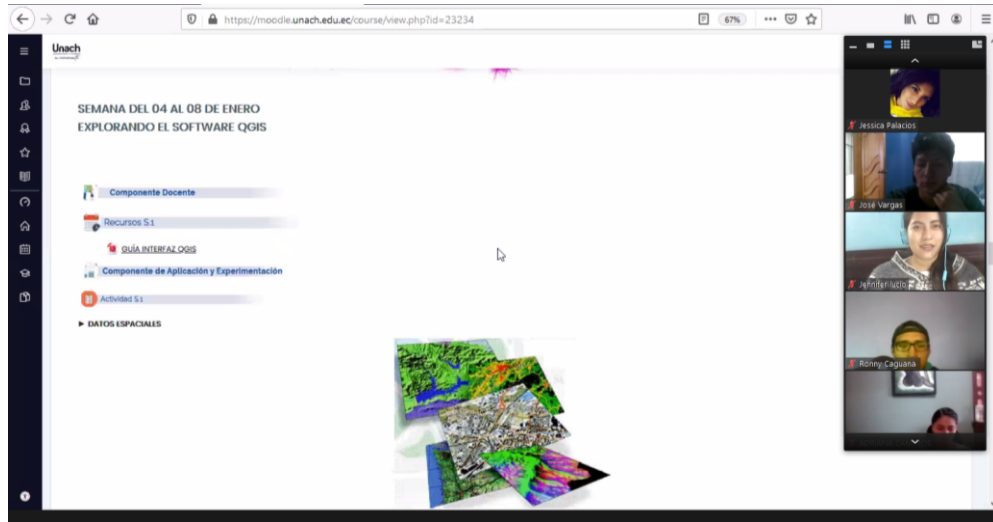 https://moodle.unach.edu.ec/course/view.php?id=23234
67%
Unach
SEMANA DEL 04 AL 08 DE ENERO
EXPLORANDO EL SOFTWARE QGIS
Componente Docente
Recursos S.1
GUÍA INTERFAZ QGIS
Componente de Aplicación y Experimentación
Actividad S.1
DATOS ESPACIALES
Jessica Palacios
José Vargas
Jennifer lucio
Ronny Caguana